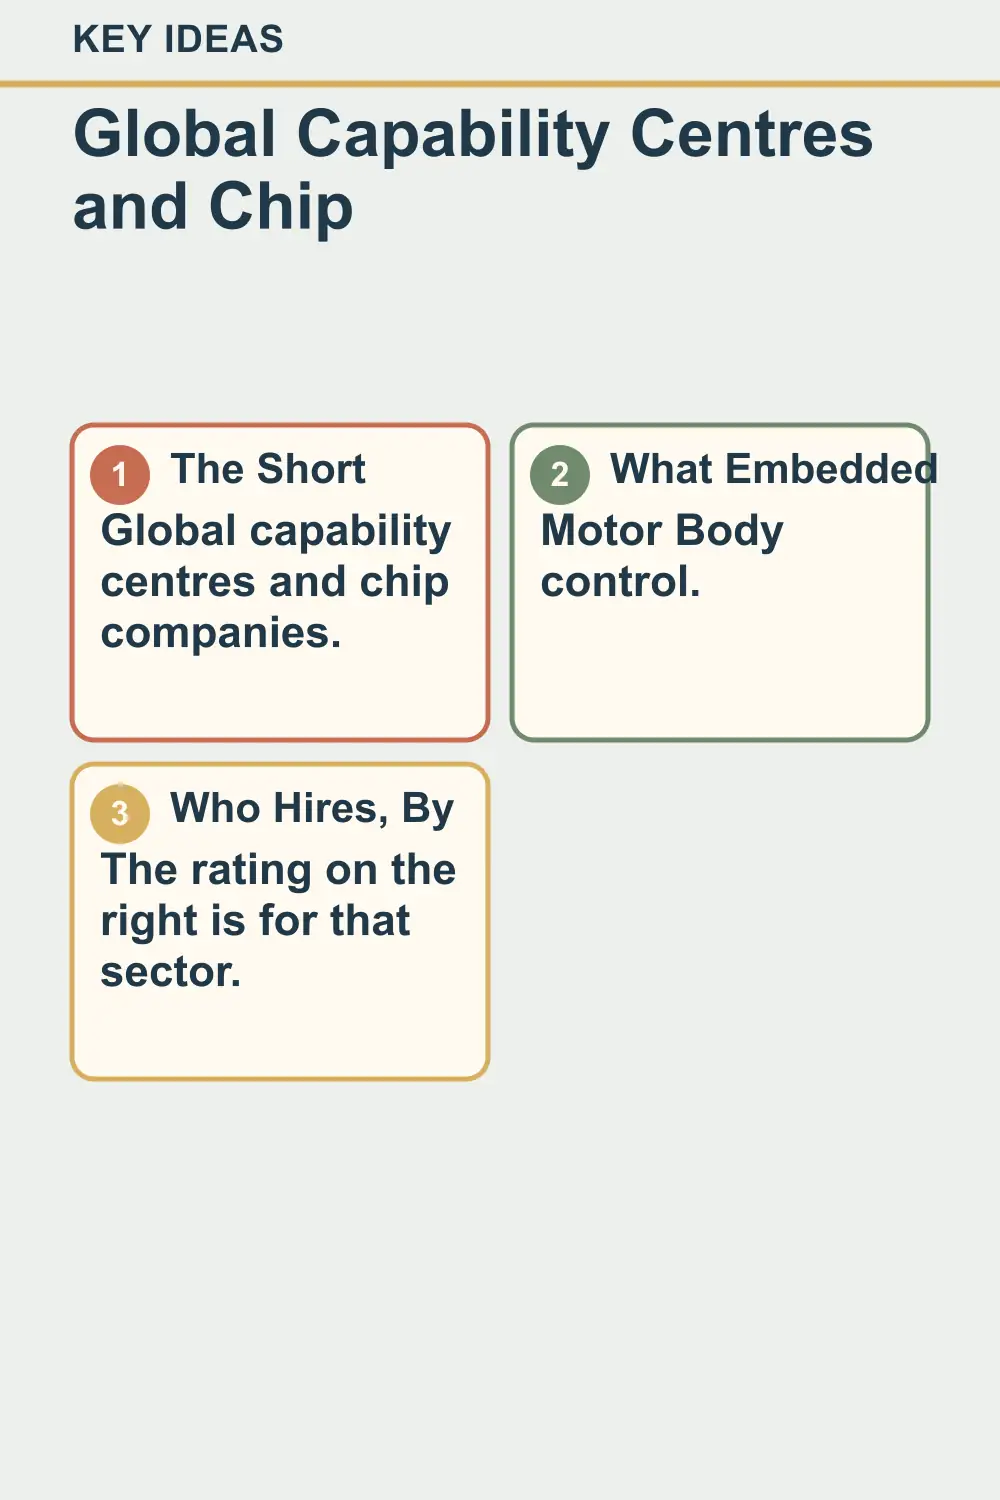 KEY IDEAS
Global Capability Centres
and Chip
1 The Short
Global capability
centres and chip
companies.
2 What Embedded
Motor Body
control.
3 Who Hires, By
The rating on the
right is for that
sector.